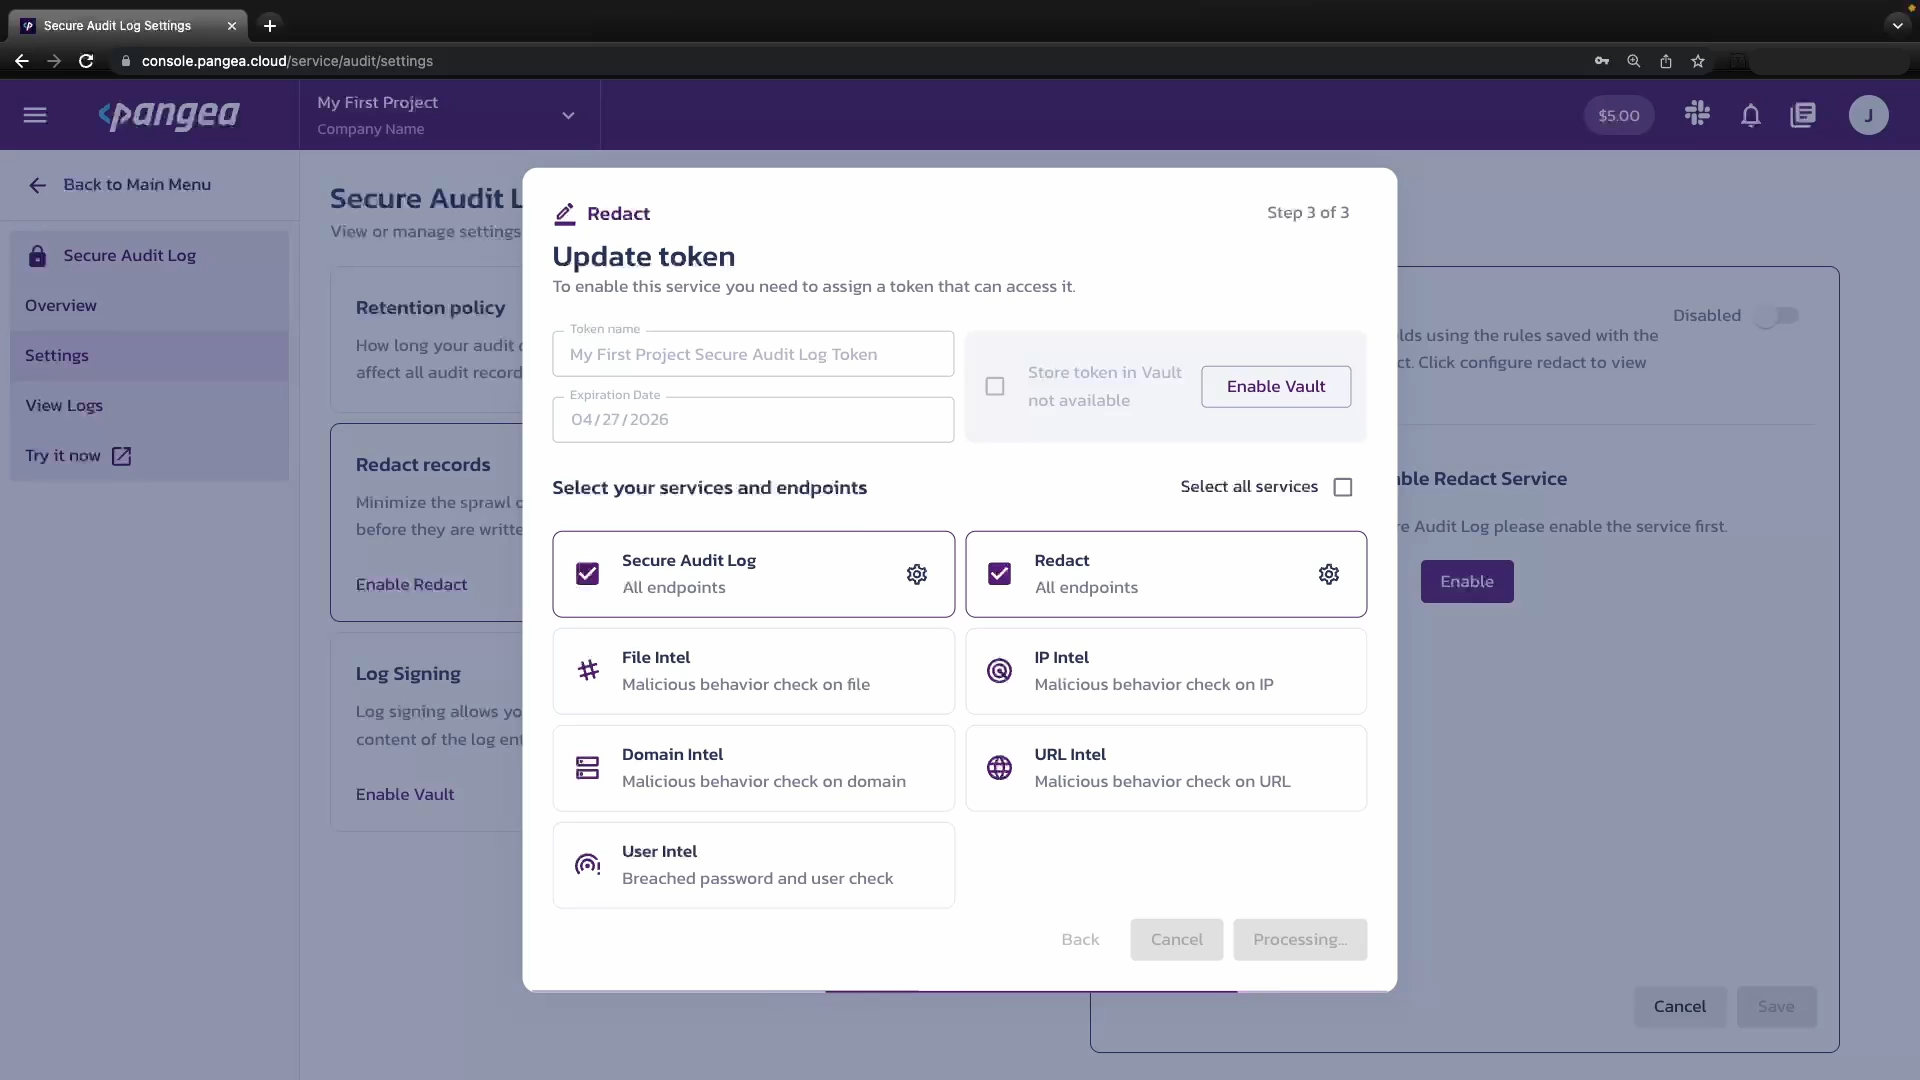 Secure Audit Log Settings
console.pangea.cloud/service/audit/settings
pangea
My First Project
Company Name
$5.00
J
Back to Main Menu
Secure Audit Log
Overview
Settings
View Logs
Try it now
Secure Audit L
View or manage settings
Retention policy
How long your audit
affect all audit record
Redact records
Minimize the sprawl
before they are writte
Enable Redact
Log Signing
Log signing allows yo
content of the log ent
Enable Vault
Redact
Step 3 of 3
Update token
To enable this service you need to assign a token that can access it.
Token name
My First Project Secure Audit Log Token
Expiration Date
04/27/2026
Store token in Vault
not available
Enable Vault
Select your services and endpoints
Select all services
Secure Audit Log
All endpoints
Redact
All endpoints
File Intel
Malicious behavior check on file
IP Intel
Malicious behavior check on IP
Domain Intel
Malicious behavior check on domain
URL Intel
Malicious behavior check on URL
User Intel
Breached password and user check
Back
Cancel
Processing...
Disabled
lds using the rules saved with the
ct. Click configure redact to view
ble Redact Service
e Audit Log please enable the service first.
Enable
Cancel
Save